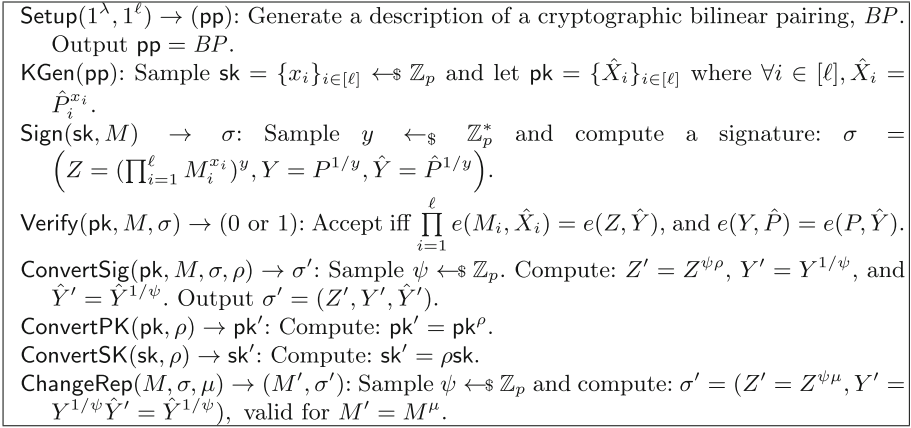 Setup(1^λ, 1^ℓ) → (pp): Generate a description of a cryptographic bilinear pairing, BP.
Output pp = BP.
KGen(pp): Sample sk = {x_i}_{i∈[ℓ]} ←$ ℤ_p and let pk = {X̂_i}_{i∈[ℓ]} where ∀i ∈ [ℓ], X̂_i =
P̂_i^{x_i}.
Sign(sk, M) → σ: Sample y ←$ ℤ_p^* and compute a signature: σ =
(Z = (∏_{i=1}^ℓ M_i^{x_i})^y, Y = P^{1/y}, Ŷ = P̂^{1/y}).
Verify(pk, M, σ) → (0 or 1): Accept iff ∏_{i=1}^ℓ e(M_i, X̂_i) = e(Z, Ŷ), and e(Y, P̂) = e(P, Ŷ).
ConvertSig(pk, M, σ, ρ) → σ′: Sample ψ ←$ ℤ_p. Compute: Z′ = Z^{ψρ}, Y′ = Y^{1/ψ}, and
Ŷ′ = Ŷ^{1/ψ}. Output σ′ = (Z′, Y′, Ŷ′).
ConvertPK(pk, ρ) → pk′: Compute: pk′ = pk^ρ.
ConvertSK(sk, ρ) → sk′: Compute: sk′ = ρsk.
ChangeRep(M, σ, μ) → (M′, σ′): Sample ψ ←$ ℤ_p and compute: σ′ = (Z′ = Z^{ψμ}, Y′ =
Y^{1/ψ}Ŷ′ = Ŷ^{1/ψ}), valid for M′ = M^μ.